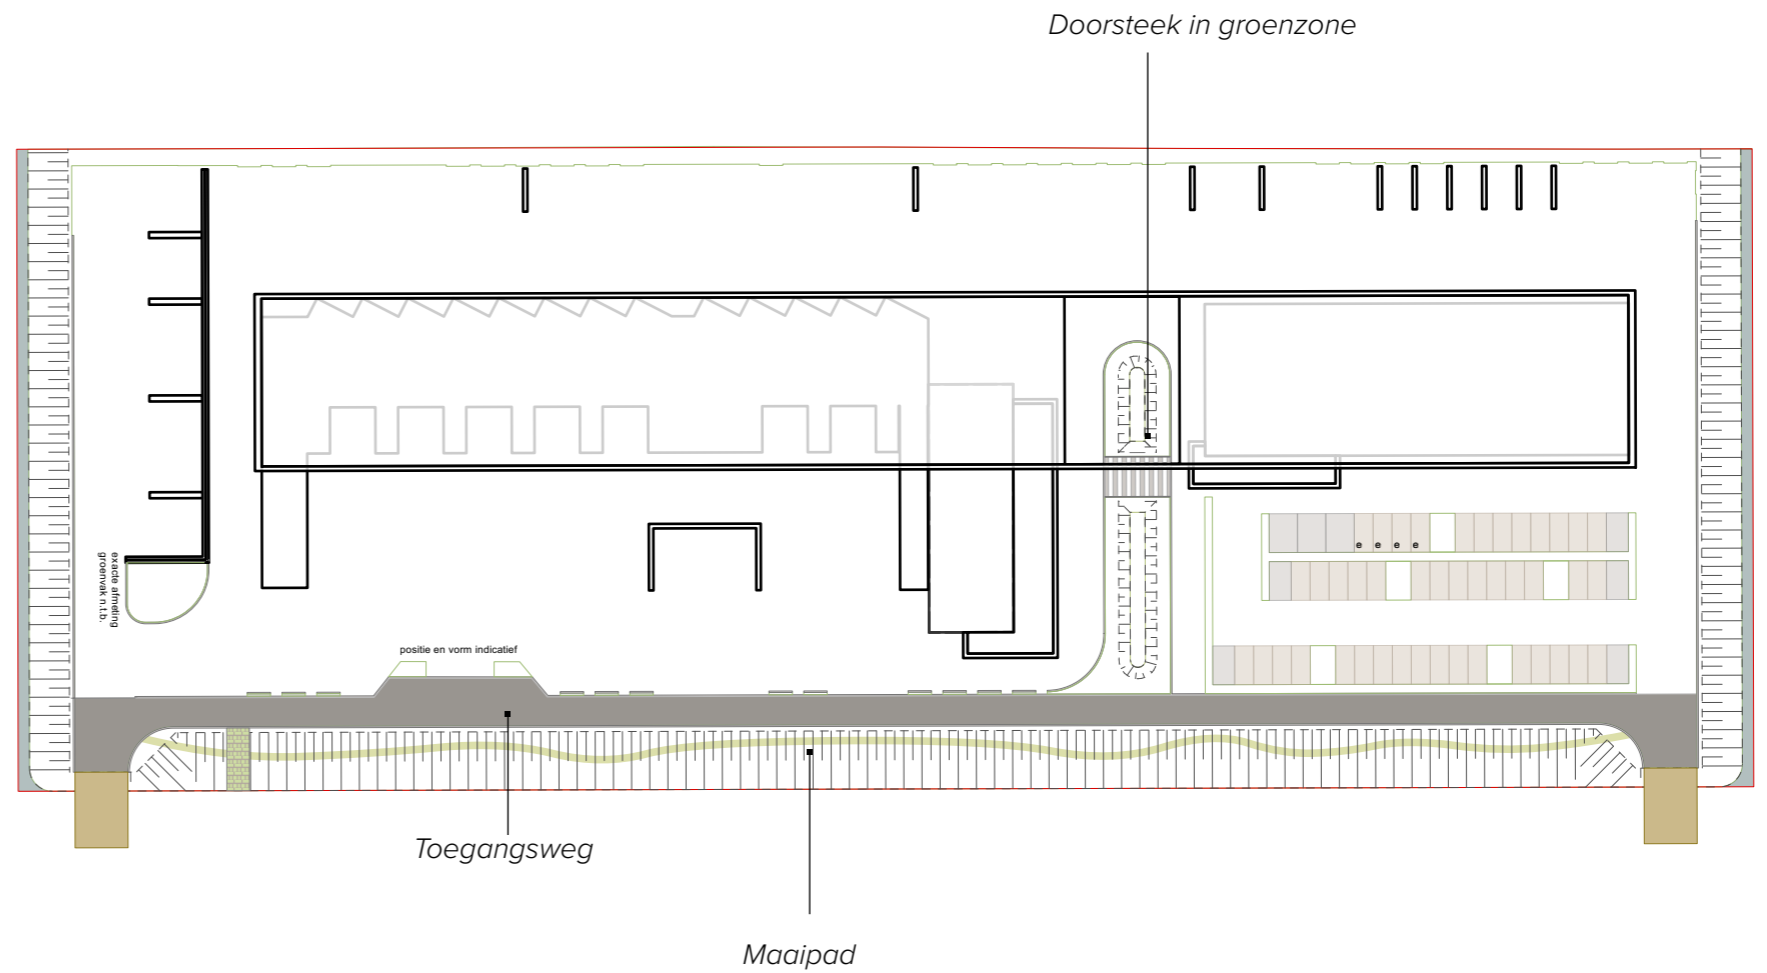 Doorsteek in groenzone
e e e e
exacte afmeting
groenvak n.t.b.
positie en vorm indicatief
Toegangsweg
Maaipad